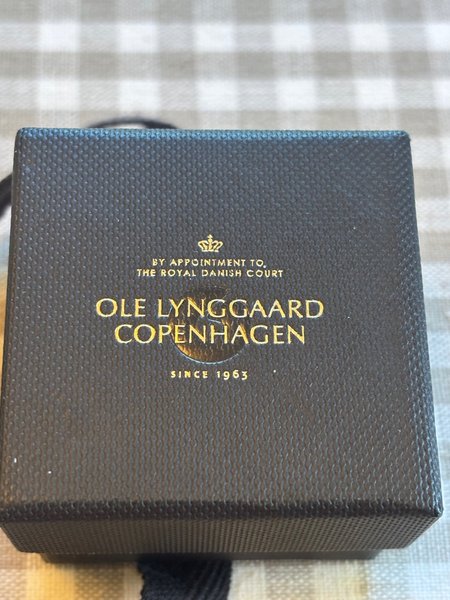 BY APPOINTMENT TO,
THE ROYAL DANISH COURT
OLE LYNGGAARD
COPENHAGEN
SINCE 1963